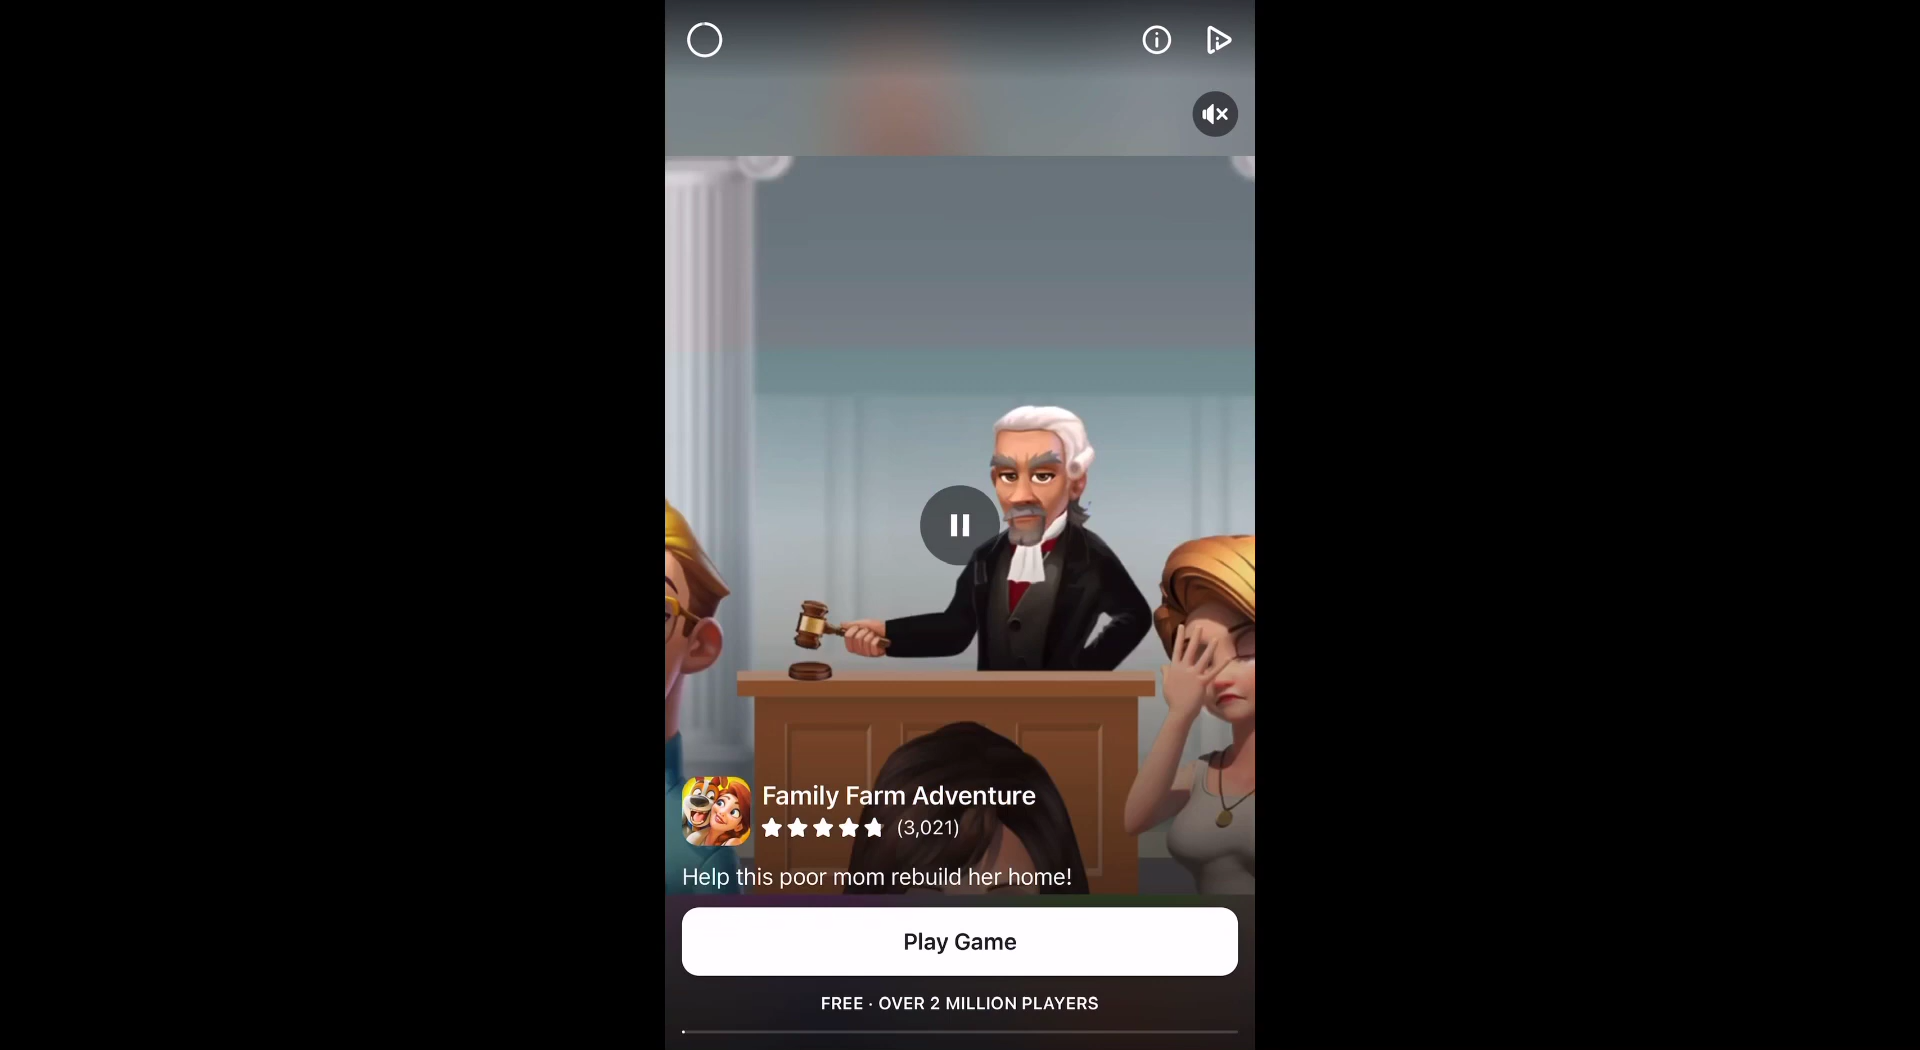 Family Farm Adventure
(3,021)
Help this poor mom rebuild her home!
Play Game
FREE · OVER 2 MILLION PLAYERS